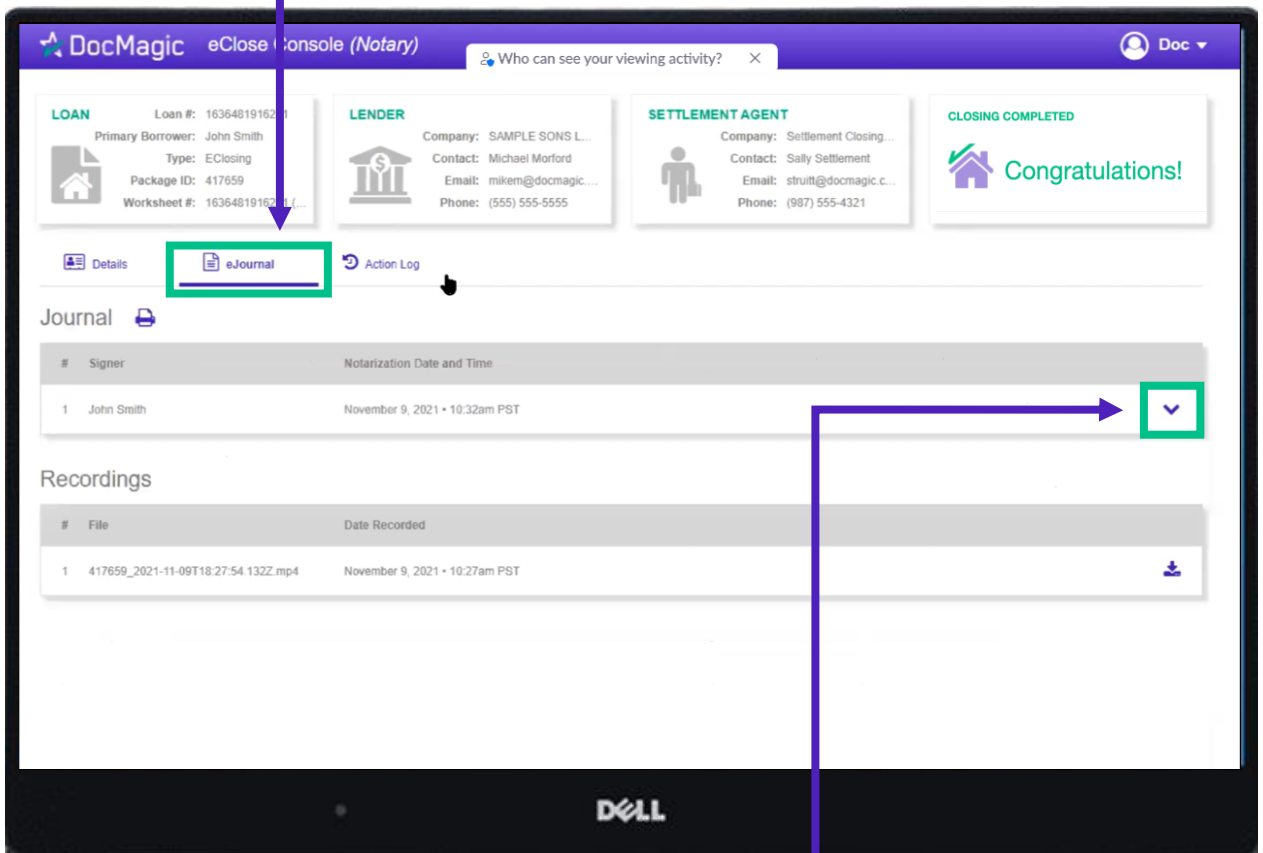 DocMagic eClose Console (Notary)
Who can see your viewing activity?
Doc
LOAN
Loan #: 1636481916
Primary Borrower: John Smith
Type: EClosing
Package ID: 417659
Worksheet #: 1636481916
LENDER
Company: SAMPLE SONS L...
Contact: Michael Morford
Email: mikem@docmagic....
Phone: (555) 555-5555
SETTLEMENT AGENT
Company: Settlement Closing...
Contact: Sally Settlement
Email: struitt@docmagic.c...
Phone: (987) 555-4321
CLOSING COMPLETED
Congratulations!
Details eJournal Action Log
Journal
# Signer Notarization Date and Time
1 John Smith November 9, 2021 • 10:32am PST
Recordings
# File Date Recorded
1 417659_2021-11-09T18:27:54.132Z.mp4 November 9, 2021 • 10:27am PST
DELL